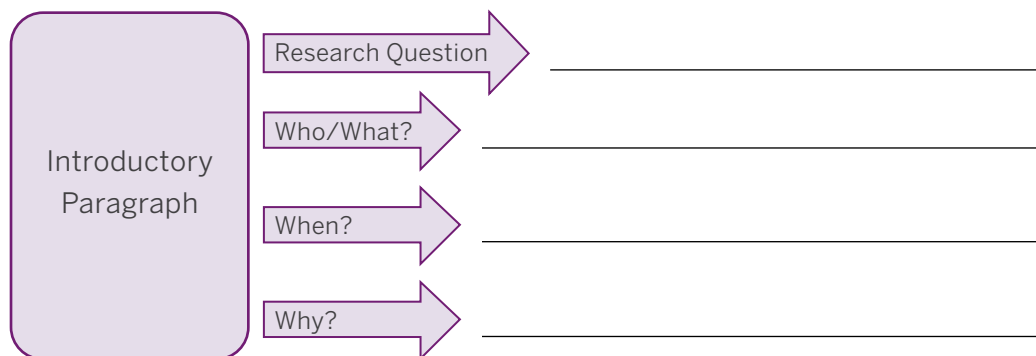 Introductory
Paragraph
Research Question
Who/What?
When?
Why?